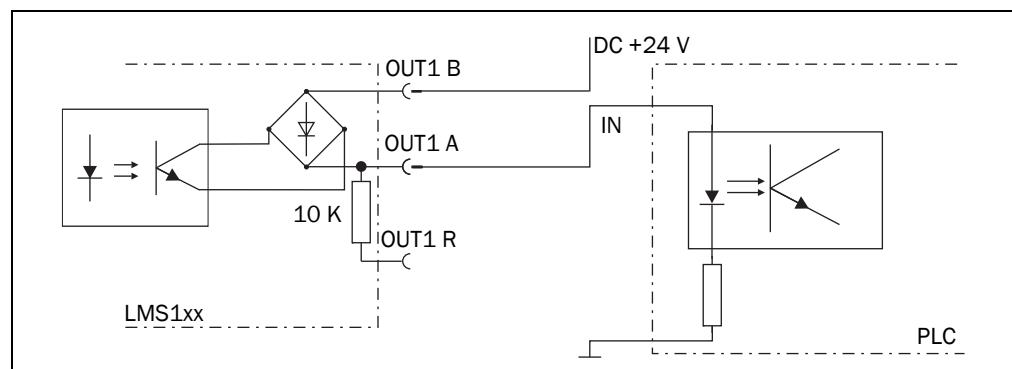 OUT1 B
DC +24 V
IN
OUT1 A
10 K
OUT1 R
LMS1xx
PLC